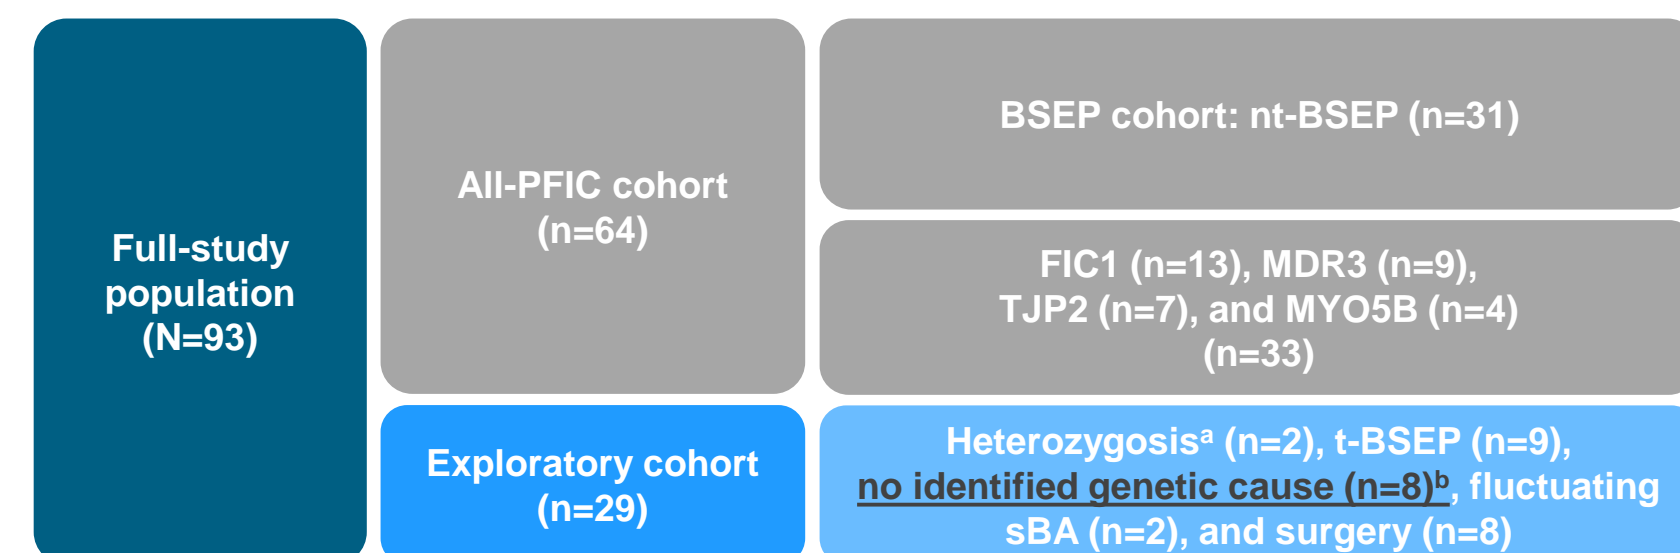 Full-study
population
(N=93)
All-PFIC cohort
(n=64)
BSEP cohort: nt-BSEP (n=31)
FIC1 (n=13), MDR3 (n=9),
TJP2 (n=7), and MYO5B (n=4)
(n=33)
Exploratory cohort
(n=29)
Heterozygosisᵃ (n=2), t-BSEP (n=9),
no identified genetic cause (n=8)ᵇ, fluctuating
sBA (n=2), and surgery (n=8)